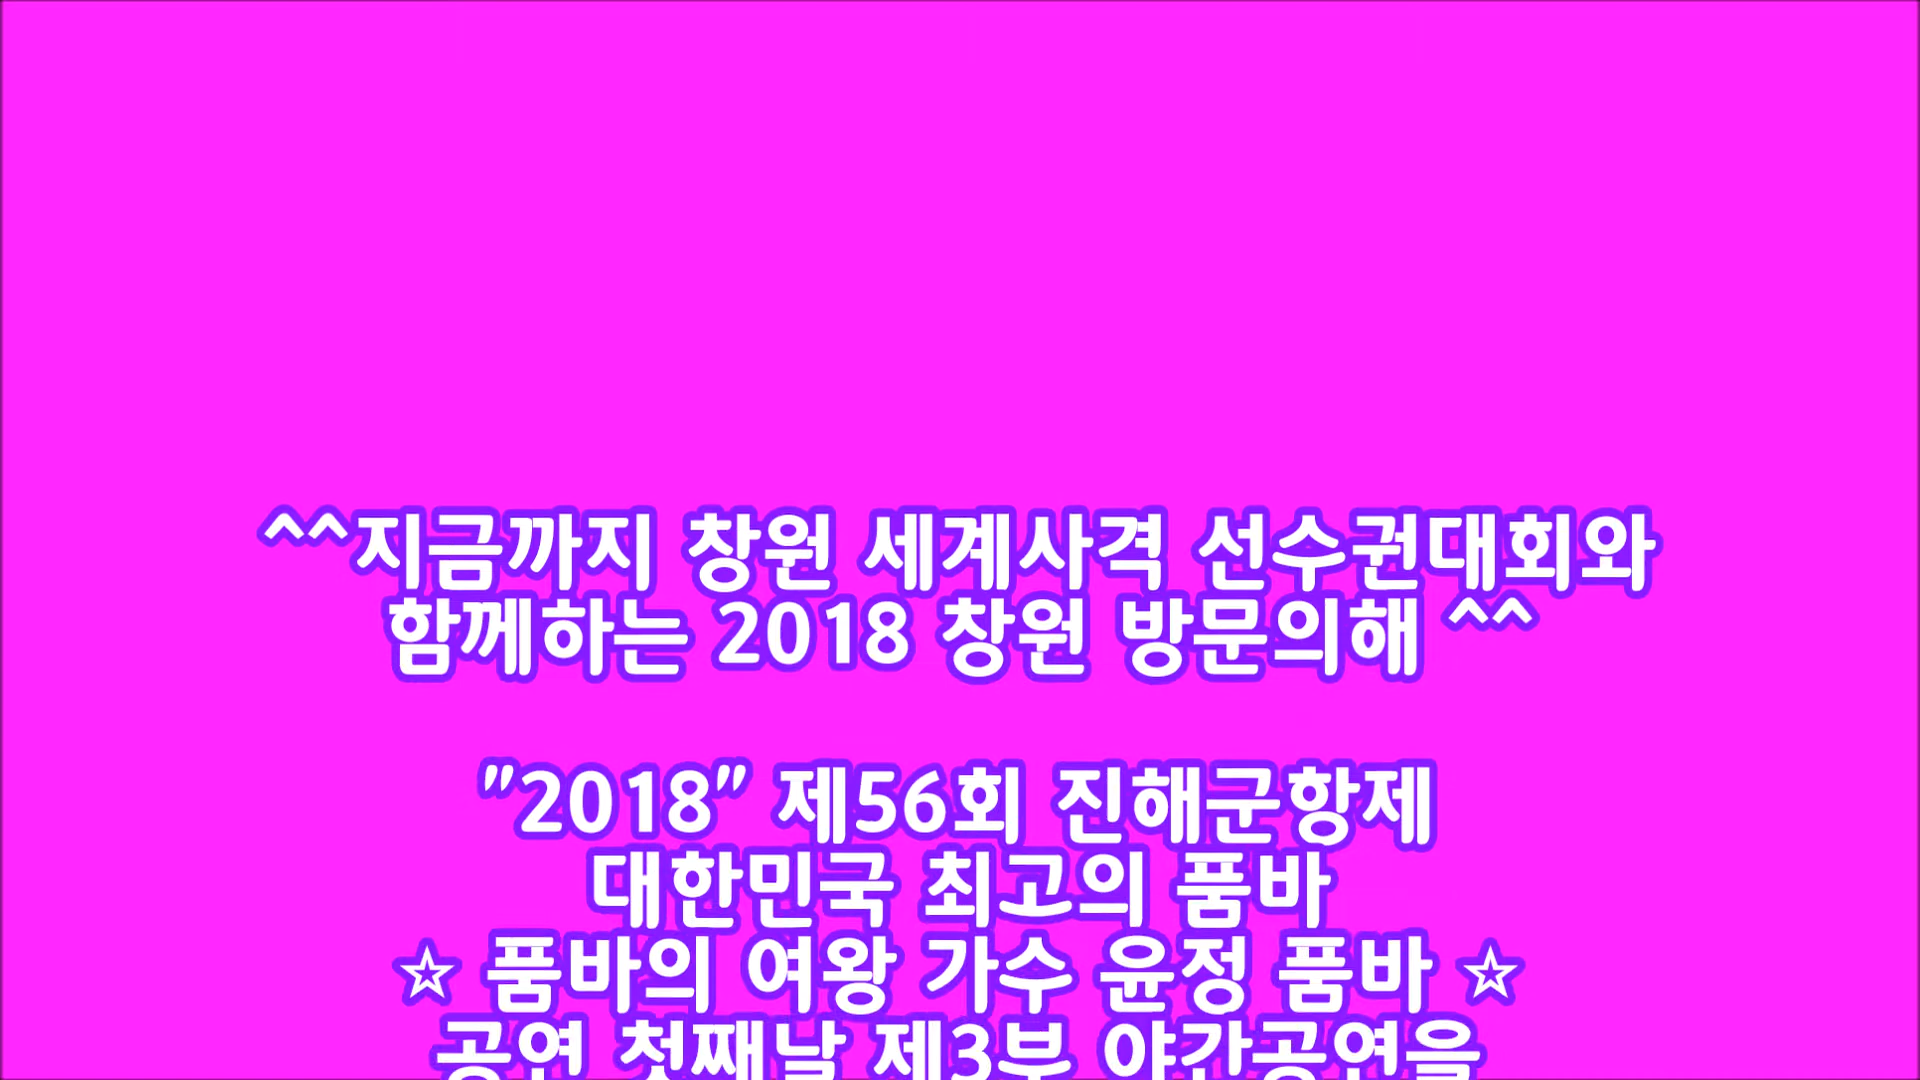 ^^지금까지 창원 세계사격 선수권대회와
함께하는 2018 창원 방문의해 ^^
"2018" 제56회 진해군항제
대한민국 최고의 품바
☆ 품바의 여왕 가수 윤정 품바 ☆
공연 첫째날 제3부 야간공연을